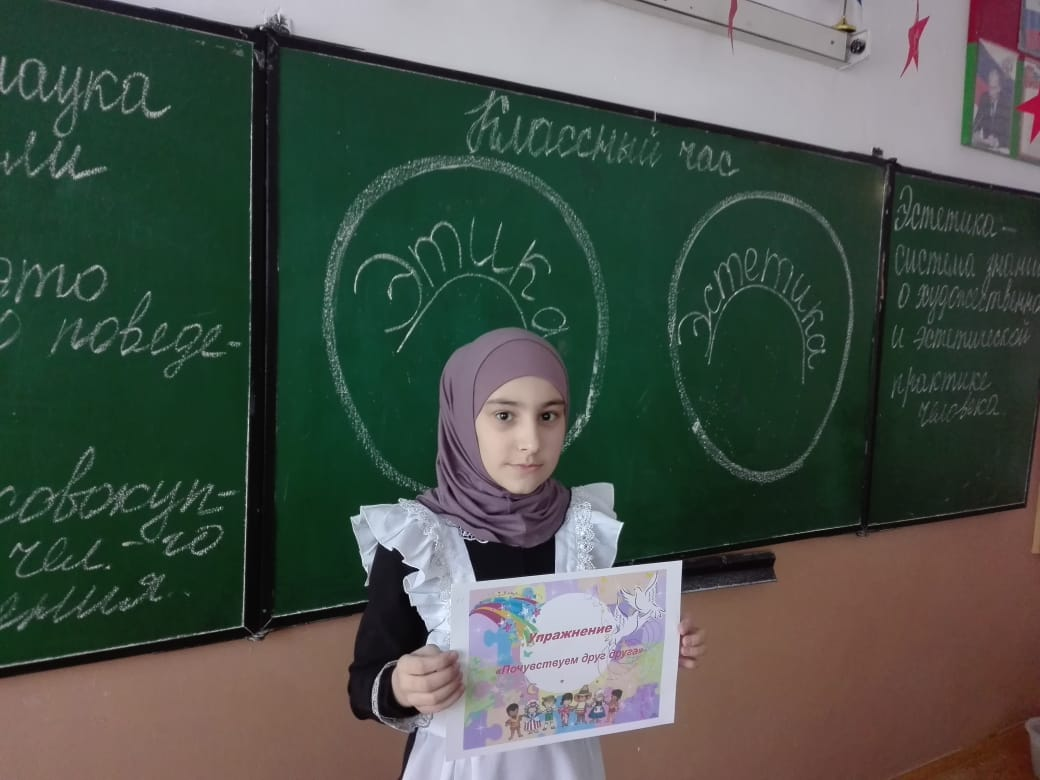 наука
ли
это
о поведе-
совокуп-
чел.-го
ения.
Классный час
Этика
Эстетика
Эстетика —
система знаний
о художественной
и эстетической
практике
человека
Упражнение
«Почувствуем друг друга».